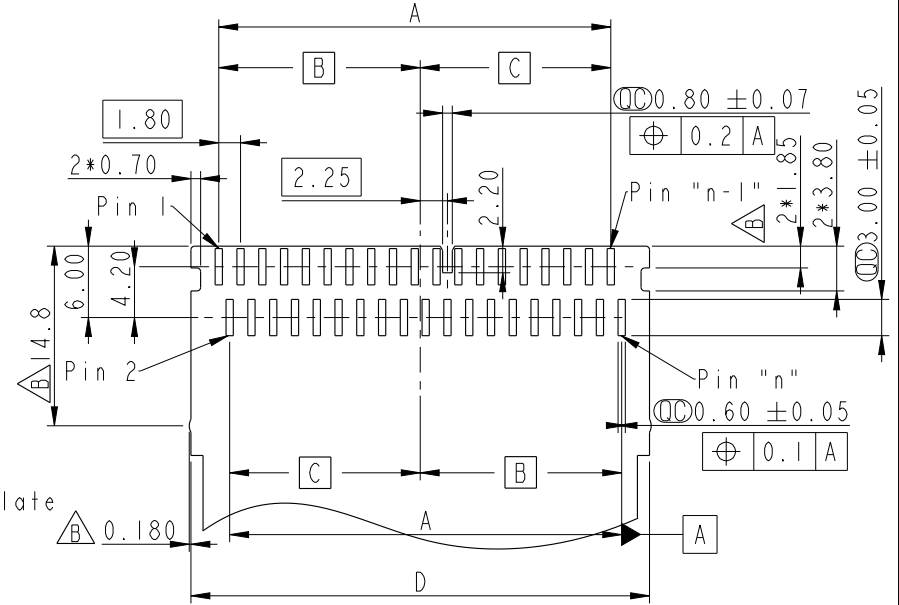 A
B C
QC 0.80 ±0.07
⌖ 0.2 A
1.80
2*0.70
2.25
2.20
Pin 1
Pin "n-1"
B
2*1.85
2*3.80
QC 3.00 ±0.05
6.00
4.20
B 14.8
Pin 2
Pin "n"
QC 0.60 ±0.05
⌖ 0.1 A
C B
late
B 0.180
A
A
D